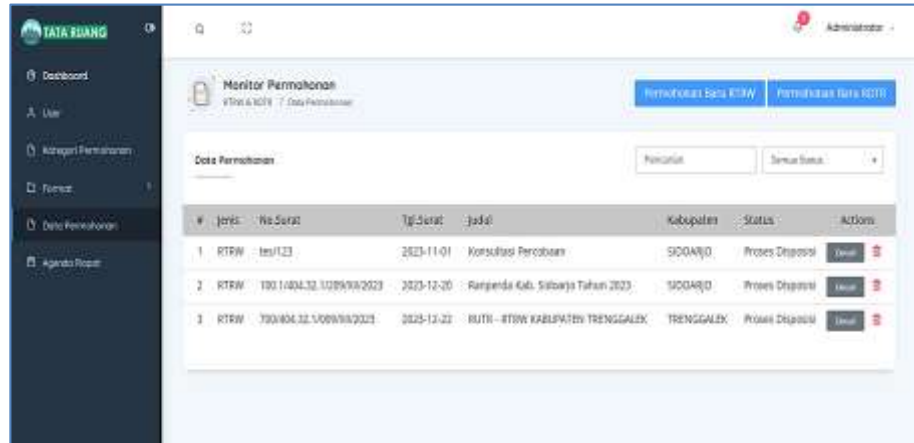 TATA RUANG
Administrator
Dashboard
User
Kategori Permohonan
Format
Data Permohonan
Agenda Rapat
Monitor Permohonan
RTRW & RDTR / Data Permohonan
Permohonan Baru RTRW
Permohonan Baru RDTR
Data Permohonan
Pencarian
Semua Status
# Jenis No.Surat Tgl.Surat Judul Kabupaten Status Actions
1 RTRW tes/123 2023-11-01 Konsultasi Percobaan SIDOARJO Proses Disposisi Detail
2 RTRW 2023-12-20 Ranperda Kab. Sidoarjo Tahun 2023 SIDOARJO Proses Disposisi Detail
3 RTRW 2023-12-22 RUTR - RTRW KABUPATEN TRENGGALEK TRENGGALEK Proses Disposisi Detail